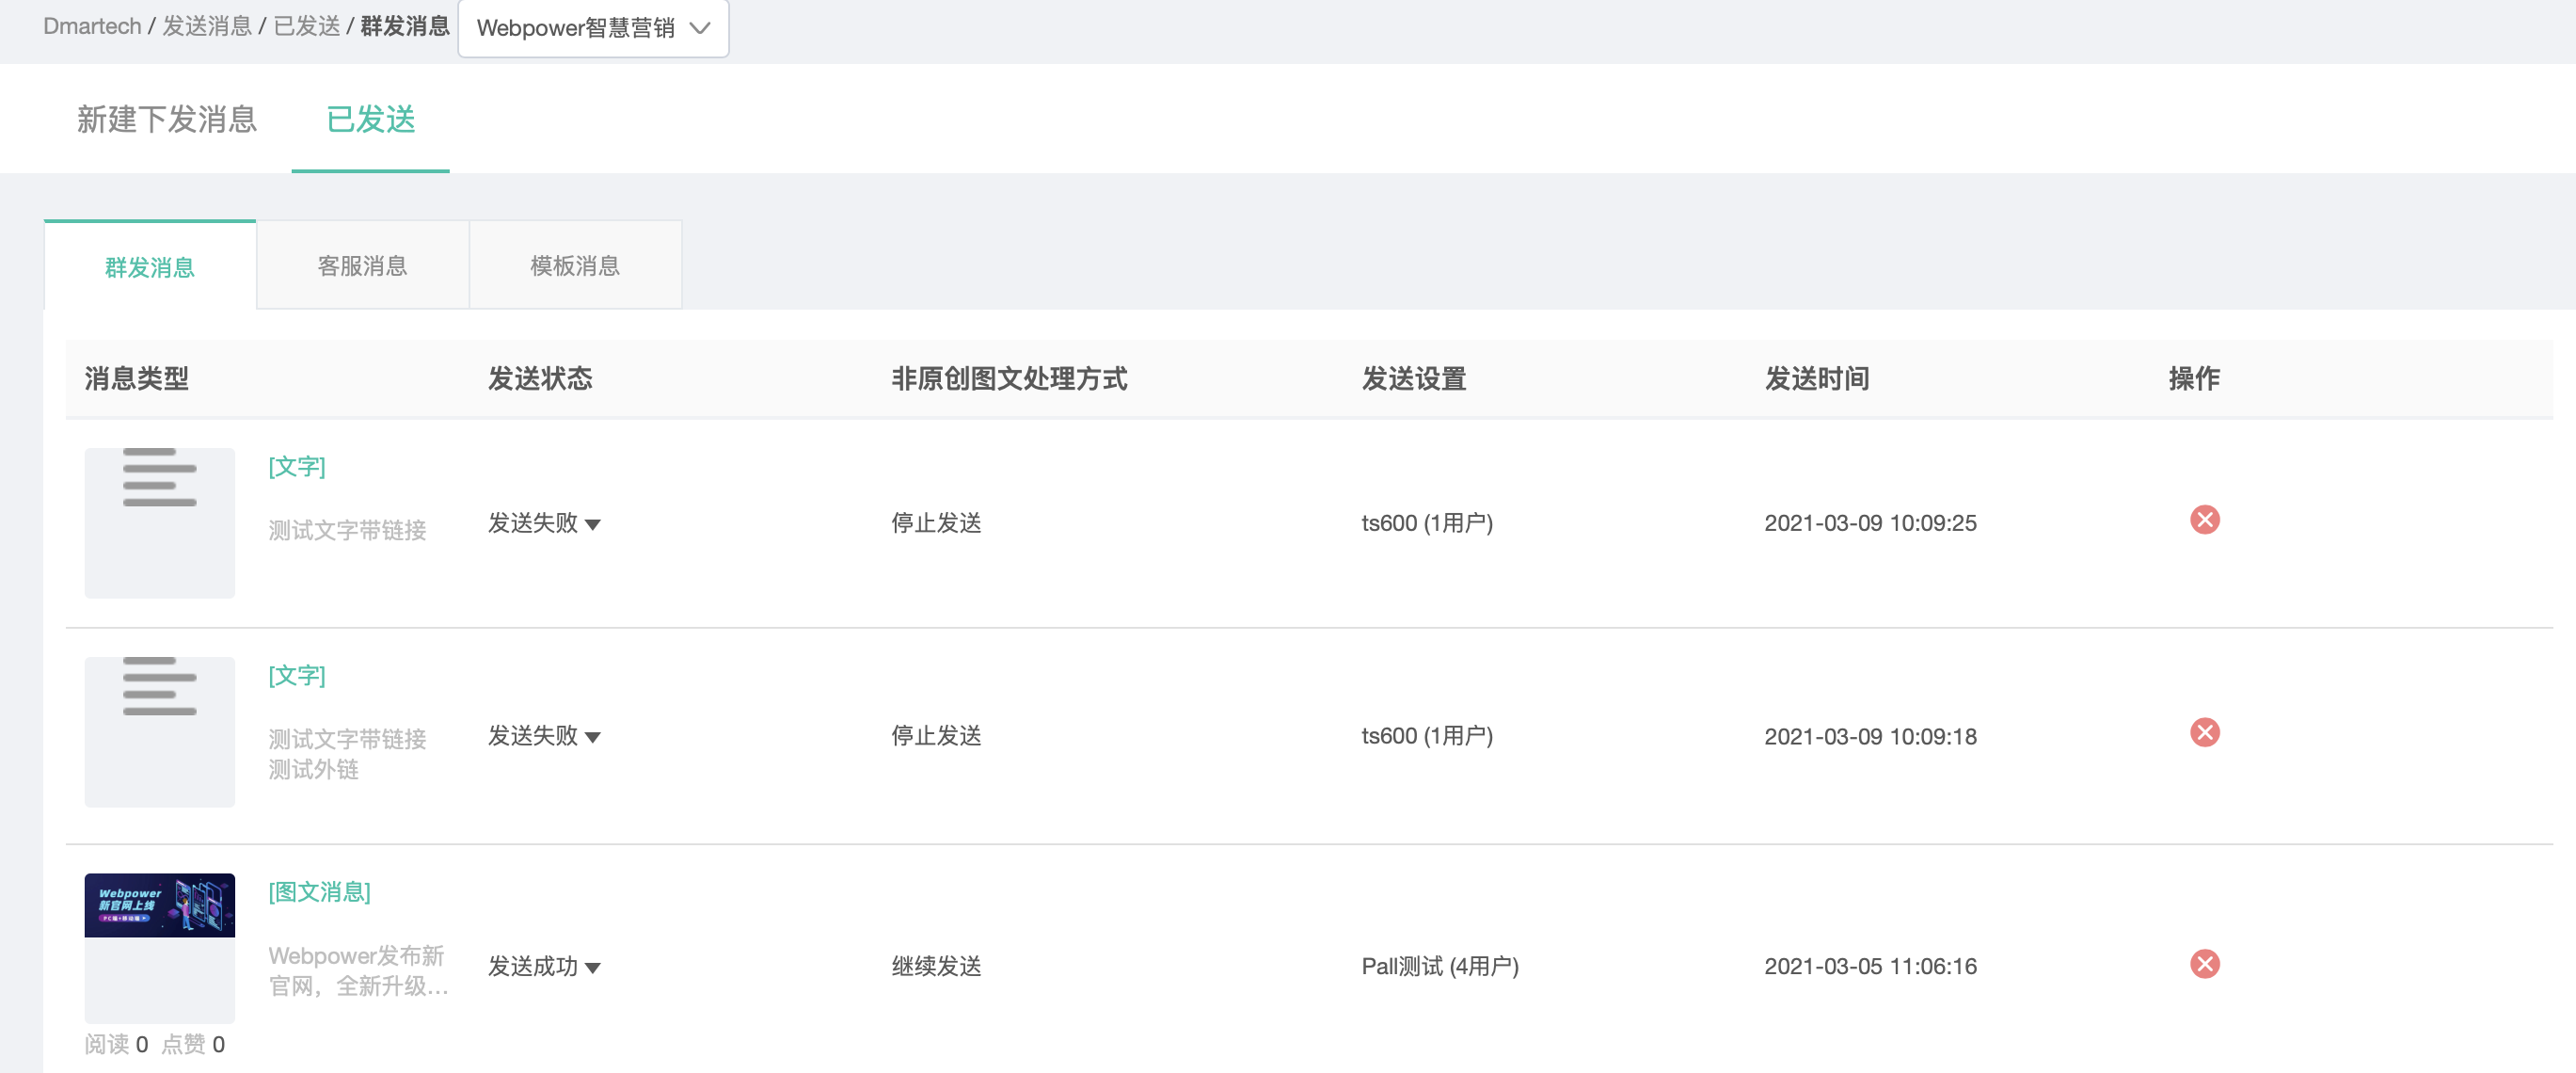 Dmartech / 发送消息 / 已发送 / 群发消息 Webpower智慧营销
新建下发消息 已发送
群发消息 客服消息 模板消息
消息类型 发送状态 非原创图文处理方式 发送设置 发送时间 操作
[文字]
测试文字带链接 发送失败 停止发送 ts600 (1用户) 2021-03-09 10:09:25
[文字]
测试文字带链接
测试外链
发送失败 停止发送 ts600 (1用户) 2021-03-09 10:09:18
Webpower
新官网上线
PC端+移动端
[图文消息]
Webpower发布新
官网，全新升级...
发送成功 继续发送 Pall测试 (4用户) 2021-03-05 11:06:16
阅读 0 点赞 0